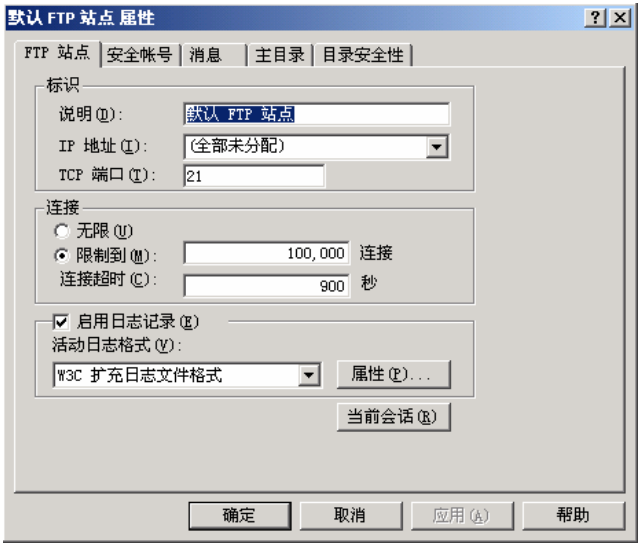 默认 FTP 站点 属性
FTP 站点 安全帐号 消息 主目录 目录安全性
标识
说明(D): 默认 FTP 站点
IP 地址(I): (全部未分配)
TCP 端口(T): 21
连接
无限(U)
限制到(M): 100,000 连接
连接超时(C): 900 秒
启用日志记录(E)
活动日志格式(V):
W3C 扩充日志文件格式 属性(P)...
当前会话(R)
确定 取消 应用(A) 帮助